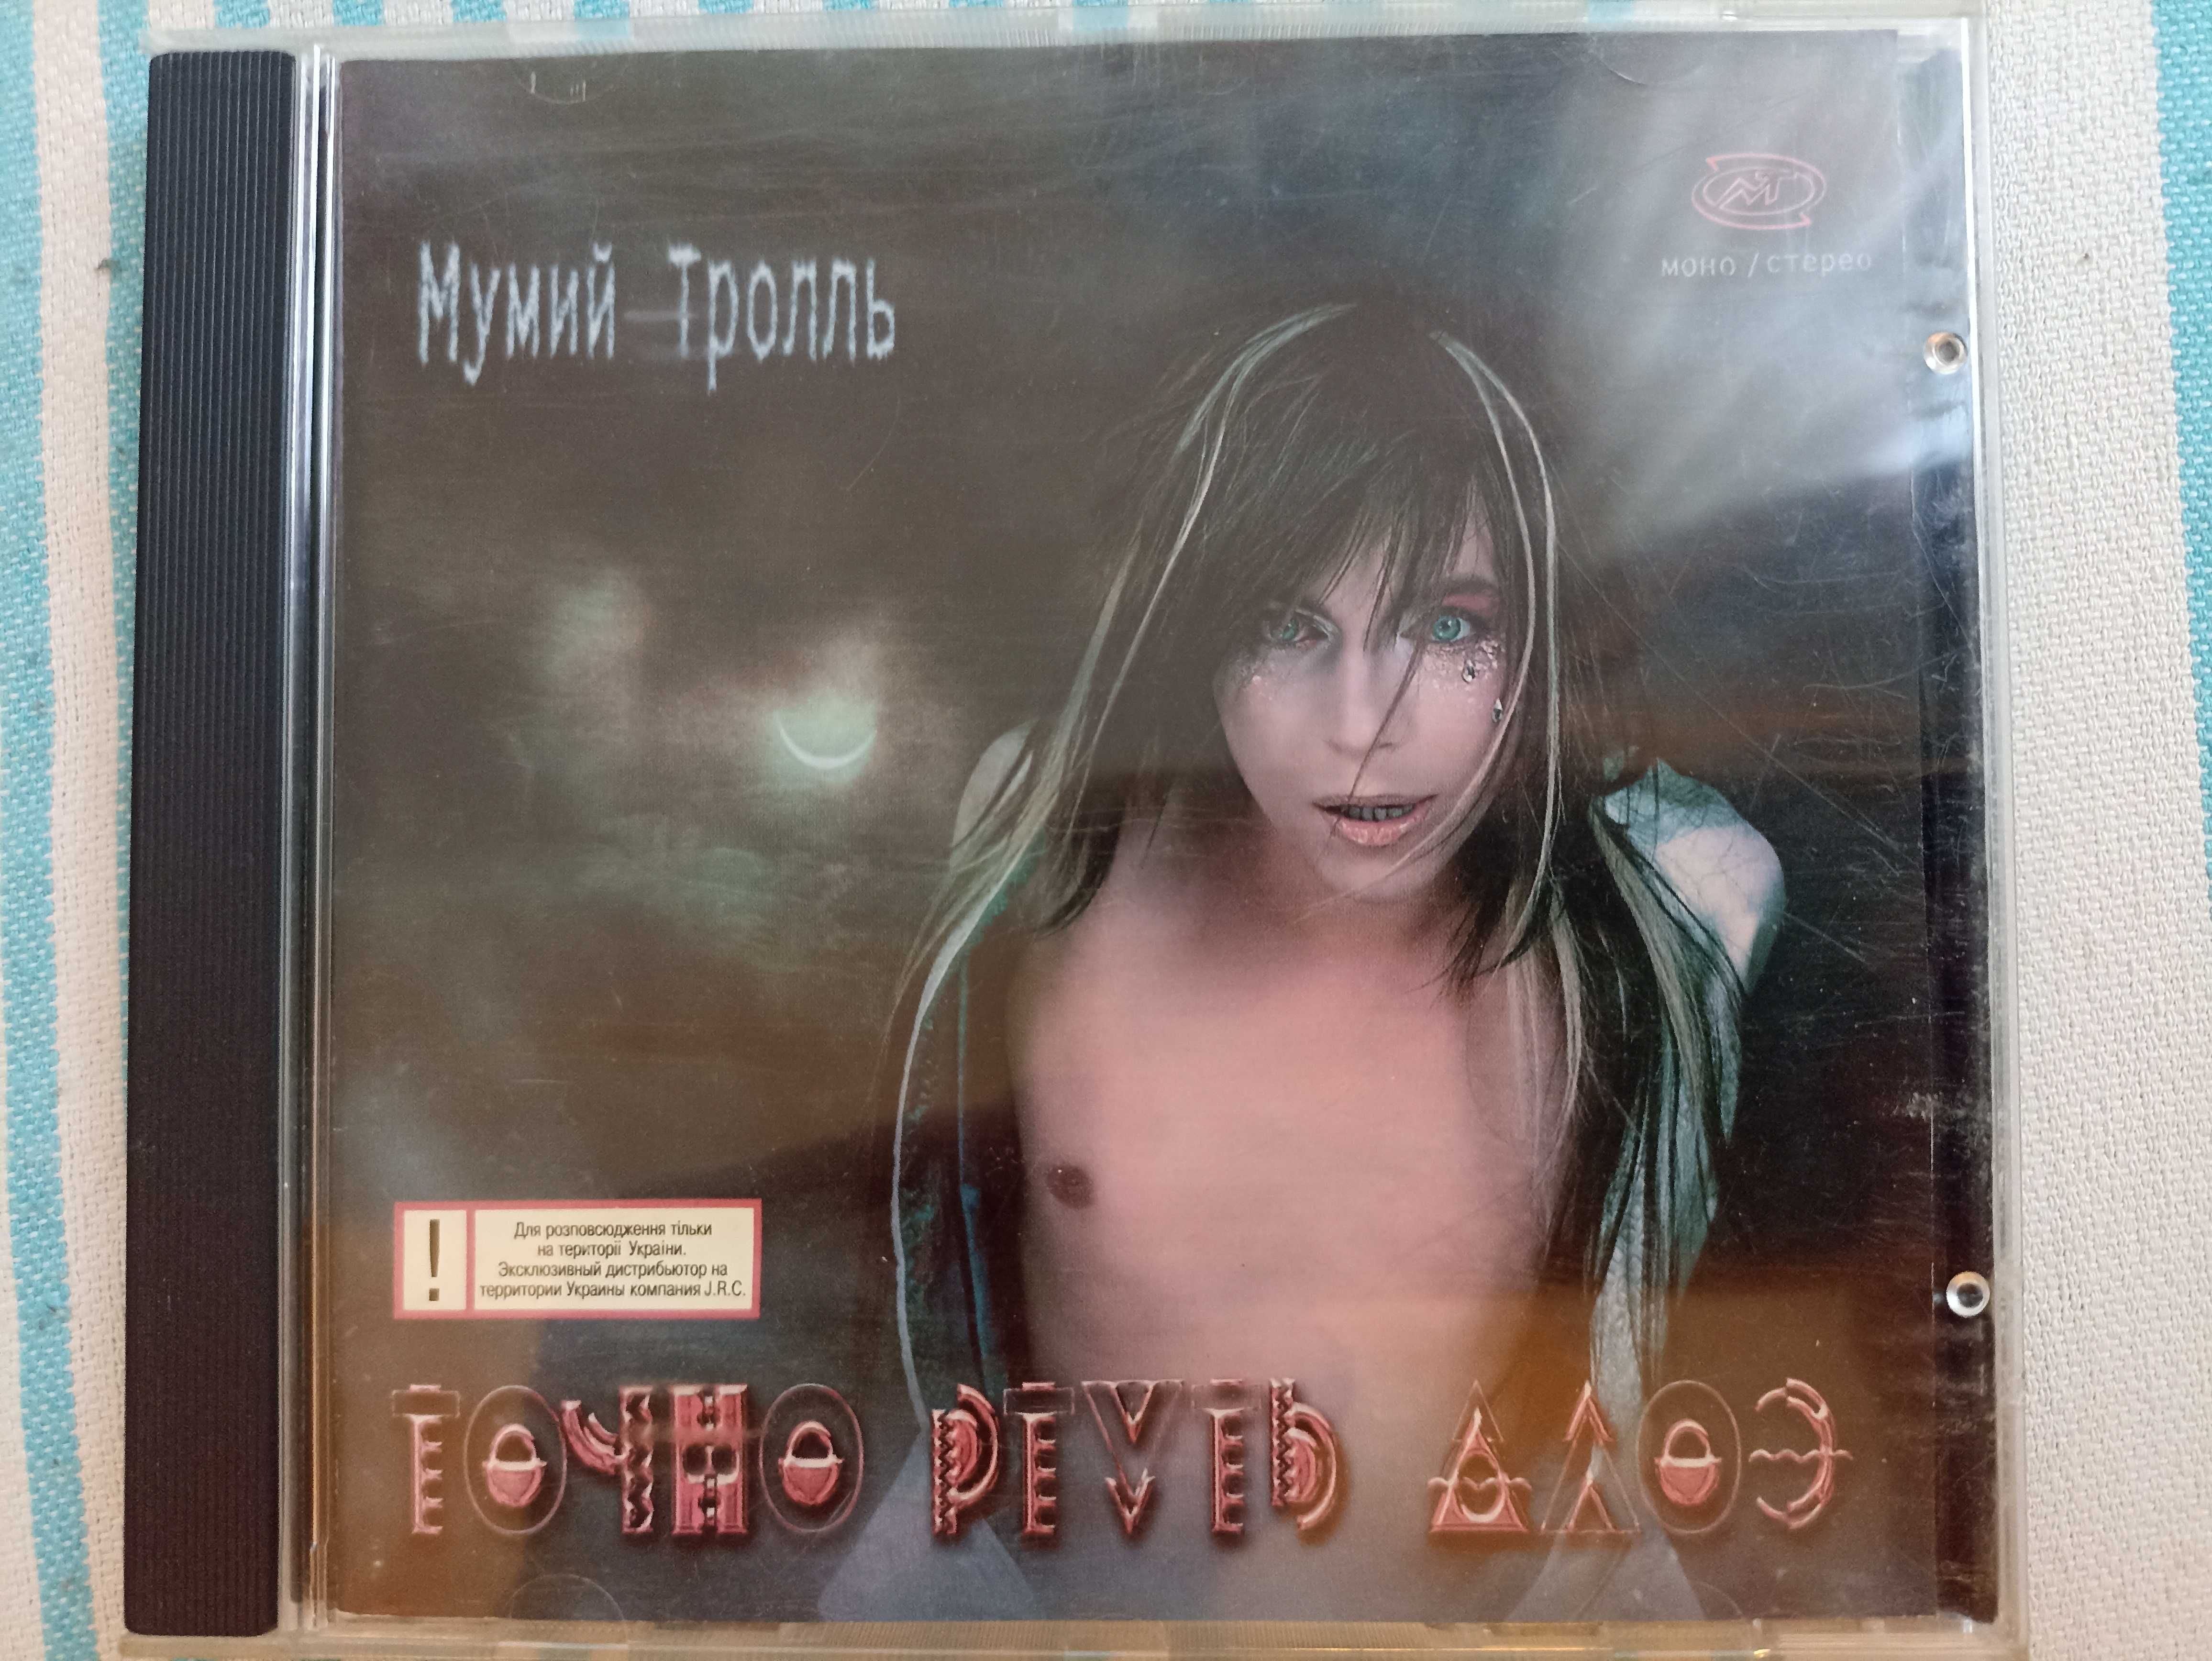 МТ
моно / стерео
Мумий Тролль
!
Для розповсюдження тільки
на території України.
Эксклюзивный дистрибьютор на
территории Украины компания J.R.C.
ТОЧНО РТУТЬ АЛОЭ